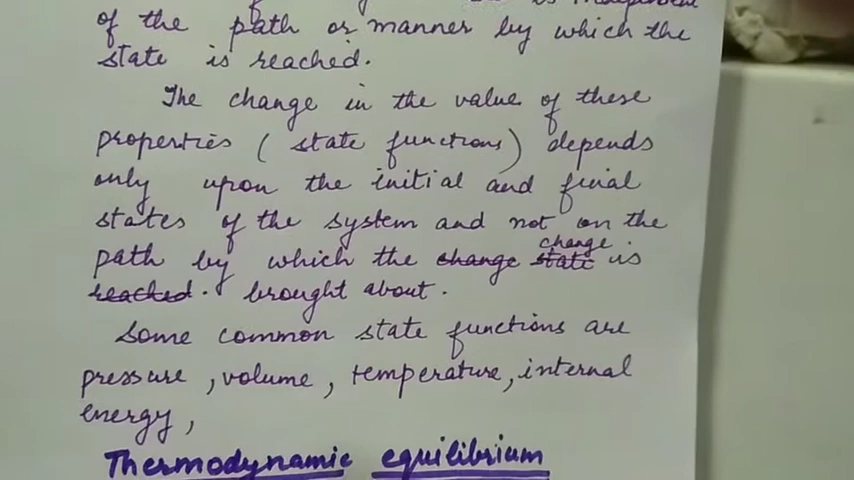 is independent
of the path or manner by which the
state is reached.
The change in the value of these
properties ( state functions) depends
only upon the initial and final
states of the system and not on the
path by which the change state change is
reached. brought about.
Some common state functions are
pressure, volume, temperature, internal
energy,
Thermodynamic equilibrium